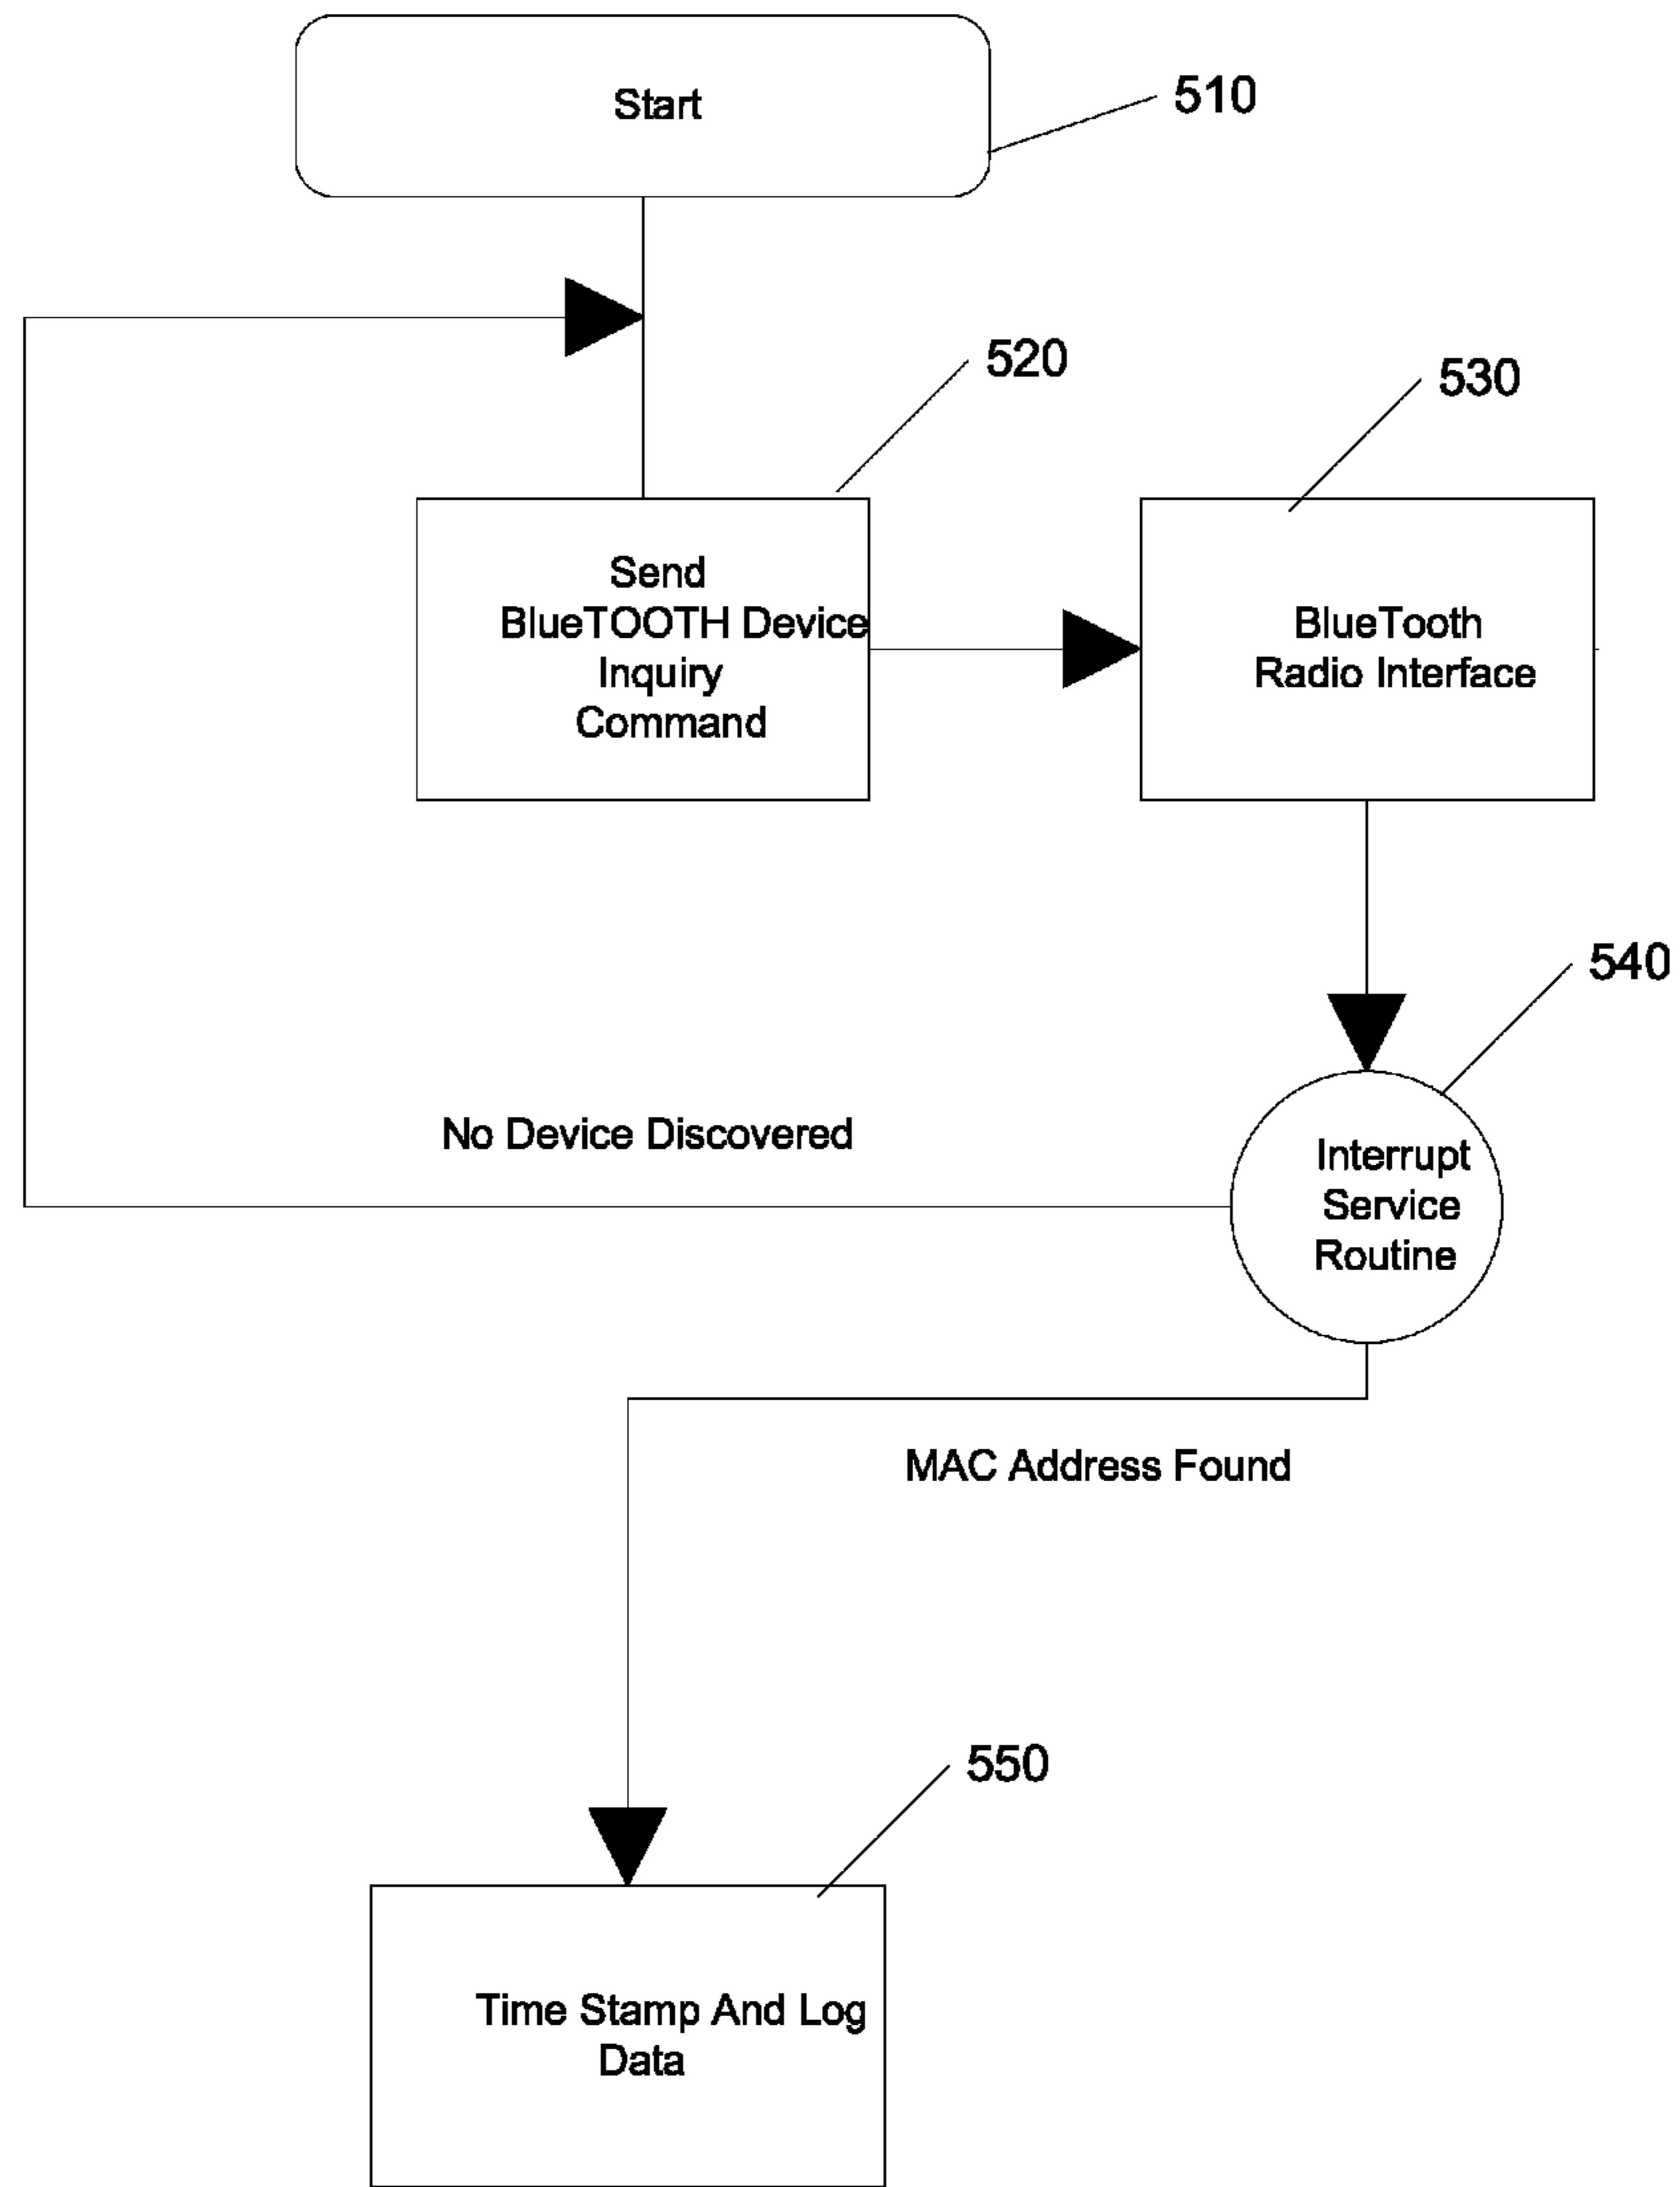 Start
510
520
530
Send
BlueTOOTH Device
Inquiry
Command
BlueTooth
Radio Interface
540
No Device Discovered
Interrupt
Service
Routine
MAC Address Found
550
Time Stamp And Log
Data